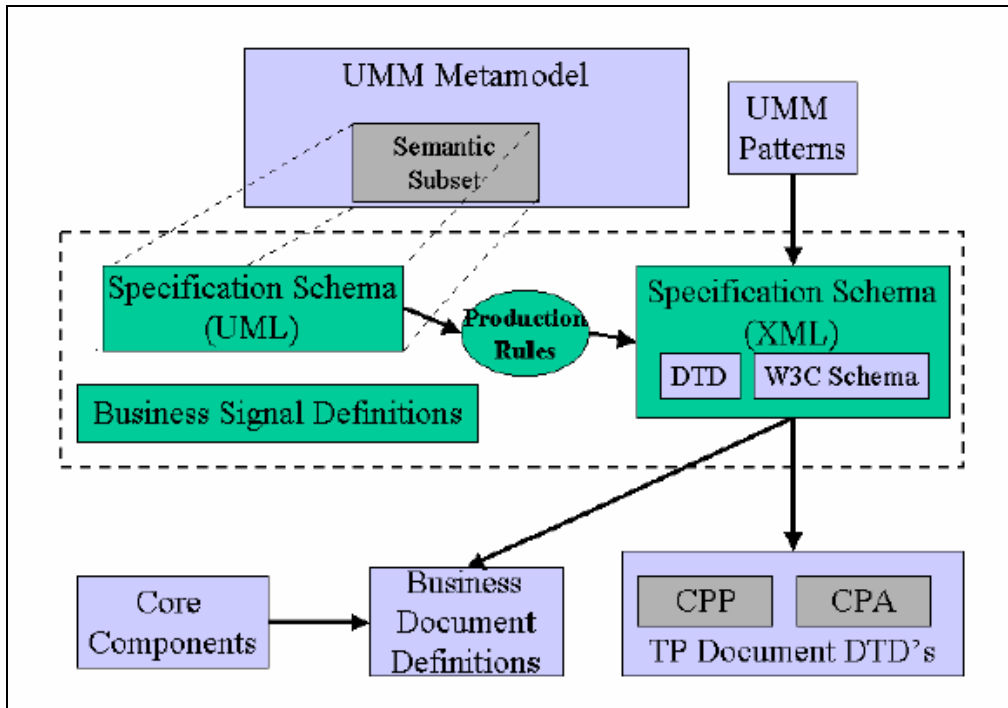 UMM Metamodel
Semantic
Subset
UMM
Patterns
Specification Schema
(UML)
Production
Rules
Specification Schema
(XML)
DTD
W3C Schema
Business Signal Definitions
Core
Components
Business
Document
Definitions
CPP
CPA
TP Document DTD's